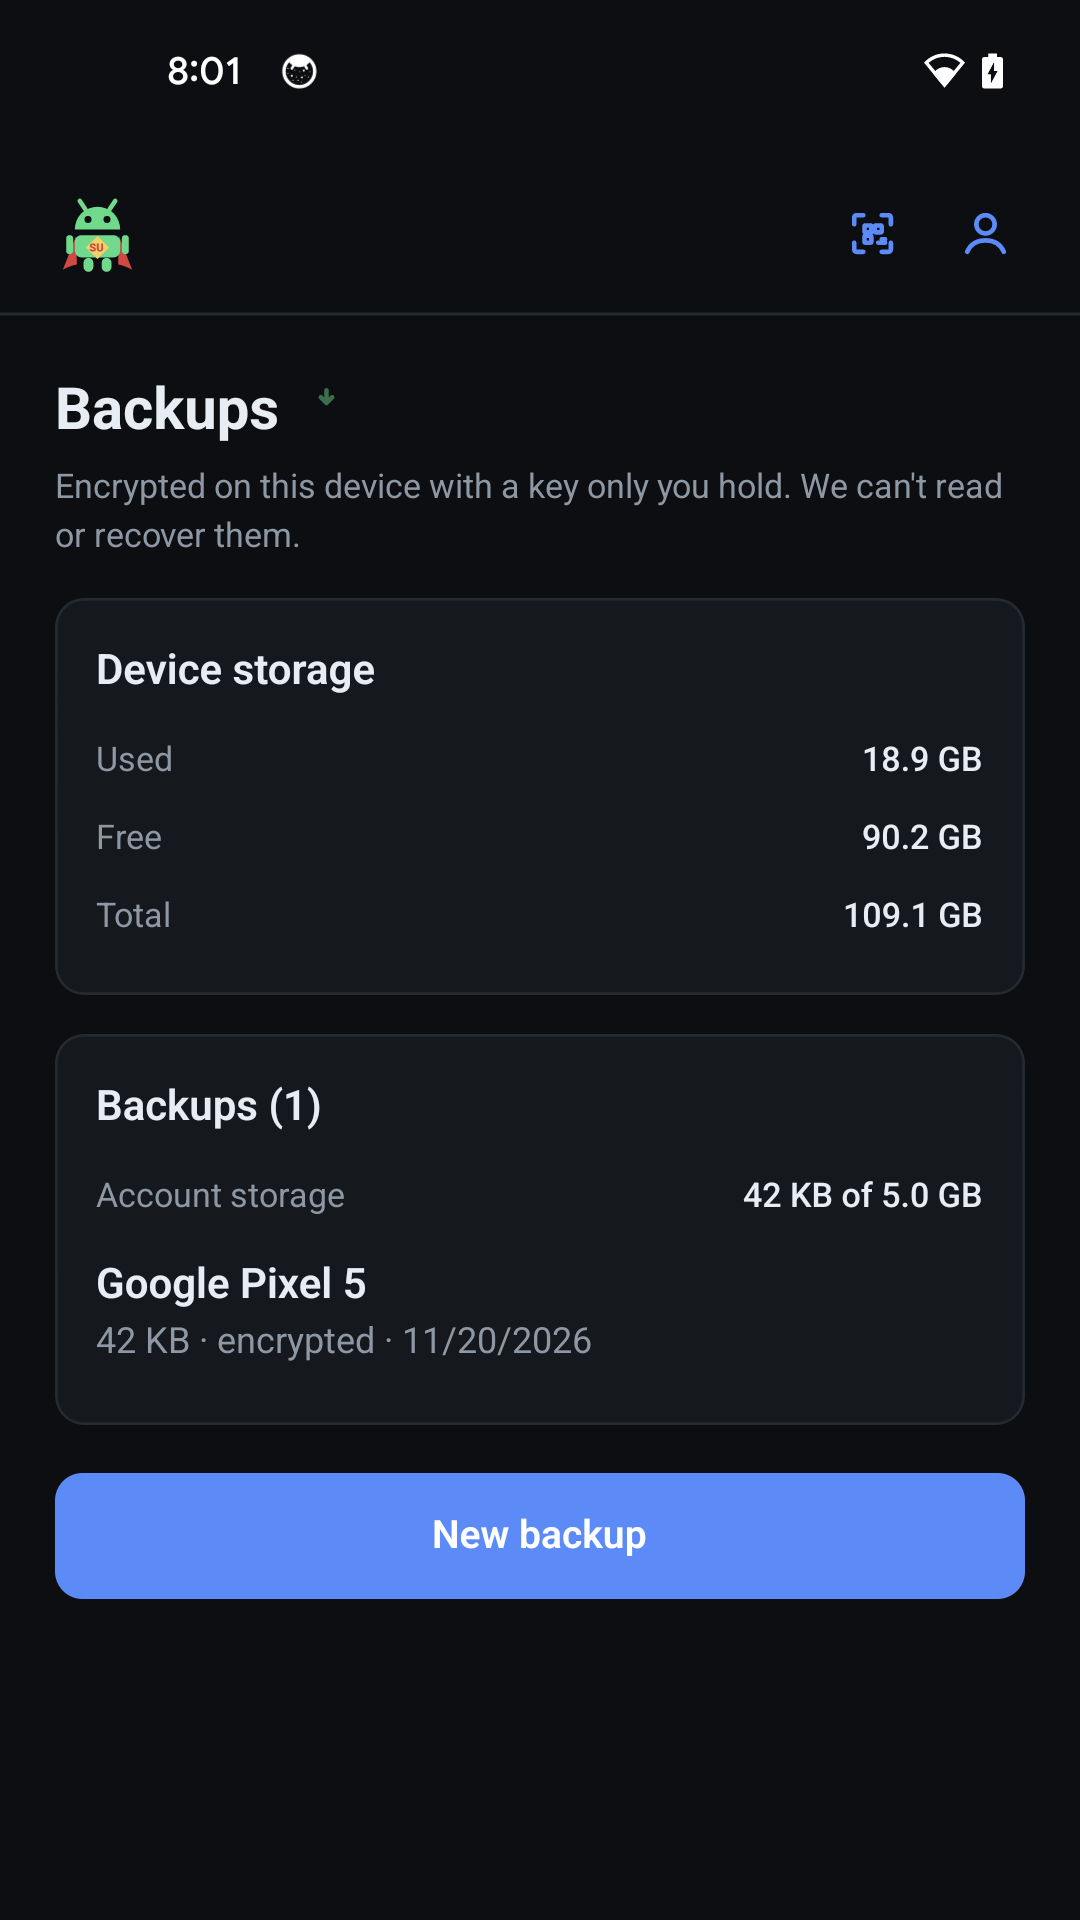 8:01
SU
Backups
Encrypted on this device with a key only you hold. We can't read
or recover them.
Device storage
Used 18.9 GB
Free 90.2 GB
Total 109.1 GB
Backups (1)
Account storage 42 KB of 5.0 GB
Google Pixel 5
42 KB · encrypted · 11/20/2026
New backup